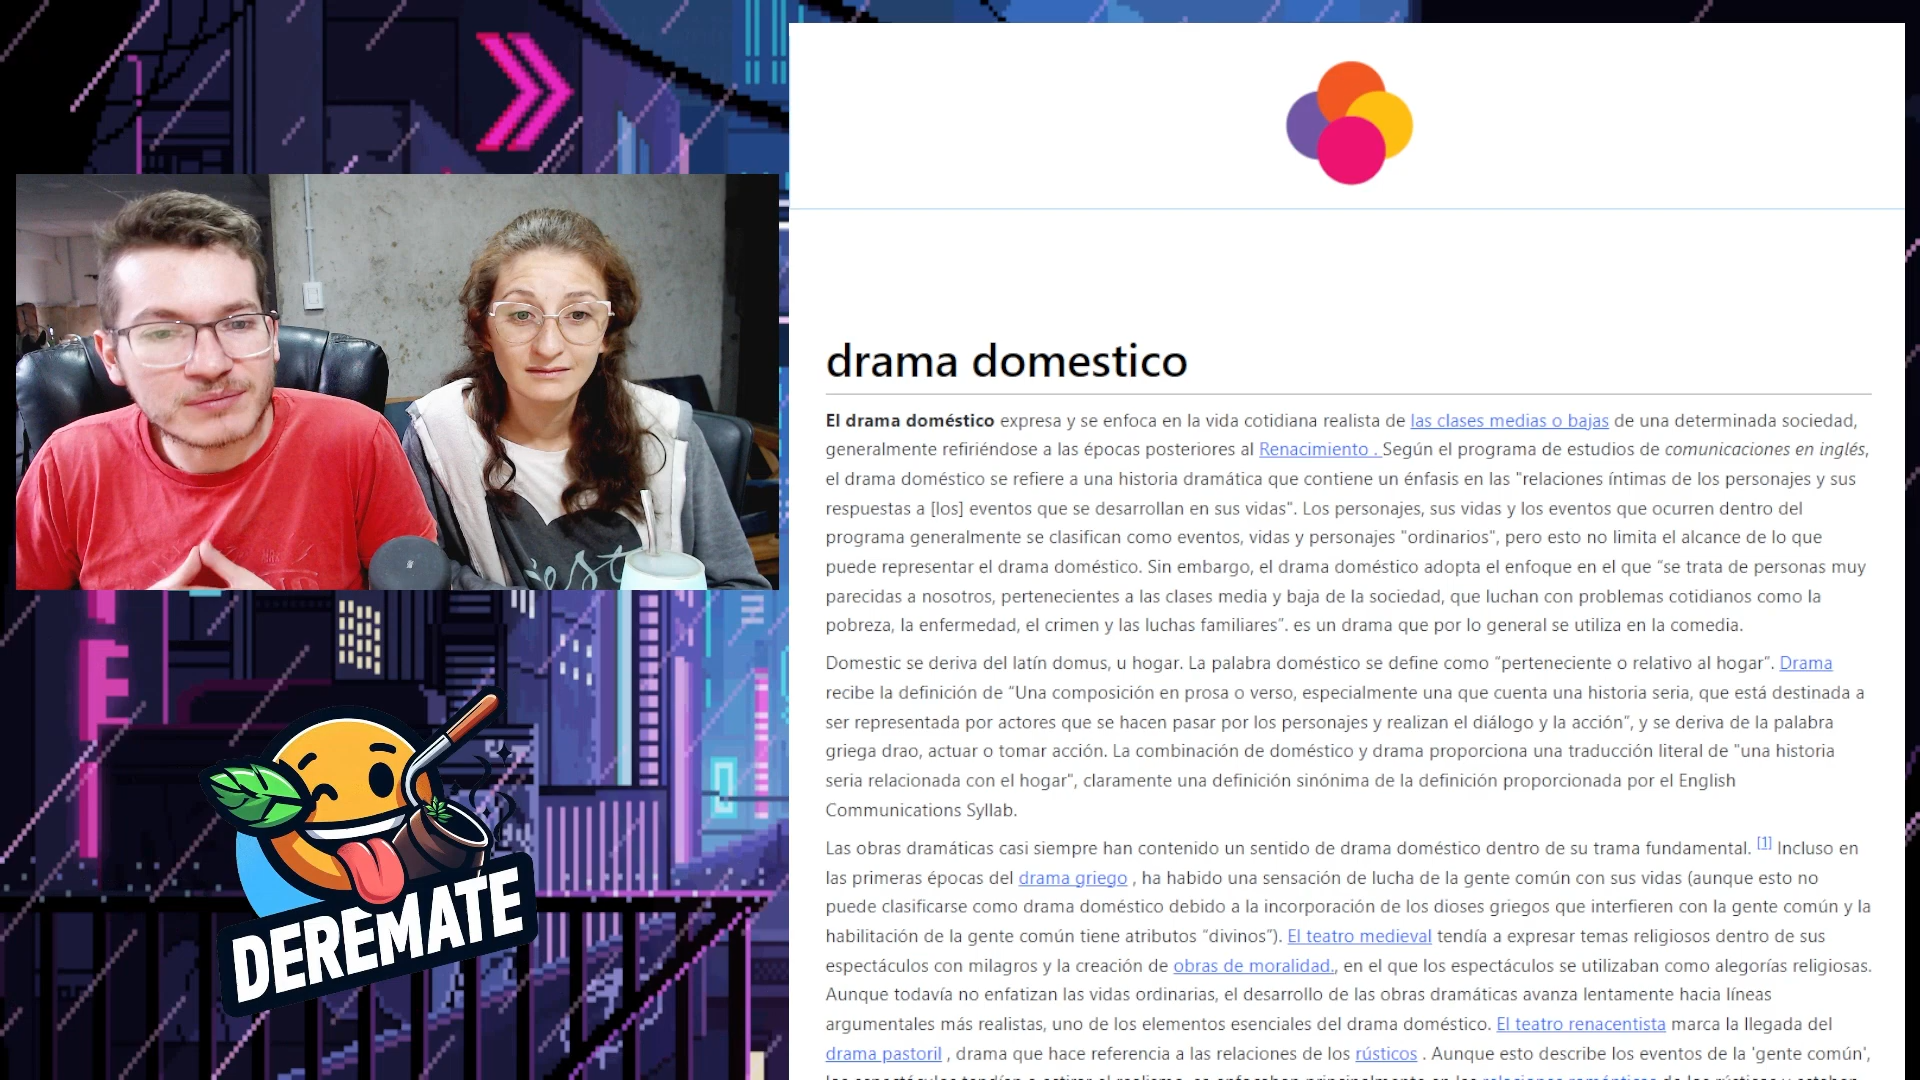 drama domestico
El drama doméstico expresa y se enfoca en la vida cotidiana realista de las clases medias o bajas de una determinada sociedad,
generalmente refiriéndose a las épocas posteriores al Renacimiento . Según el programa de estudios de comunicaciones en inglés,
el drama doméstico se refiere a una historia dramática que contiene un énfasis en las "relaciones íntimas de los personajes y sus
respuestas a [los] eventos que se desarrollan en sus vidas". Los personajes, sus vidas y los eventos que ocurren dentro del
programa generalmente se clasifican como eventos, vidas y personajes "ordinarios", pero esto no limita el alcance de lo que
puede representar el drama doméstico. Sin embargo, el drama doméstico adopta el enfoque en el que “se trata de personas muy
parecidas a nosotros, pertenecientes a las clases media y baja de la sociedad, que luchan con problemas cotidianos como la
pobreza, la enfermedad, el crimen y las luchas familiares”. es un drama que por lo general se utiliza en la comedia.
Domestic se deriva del latín domus, u hogar. La palabra doméstico se define como “perteneciente o relativo al hogar”. Drama
recibe la definición de “Una composición en prosa o verso, especialmente una que cuenta una historia seria, que está destinada a
ser representada por actores que se hacen pasar por los personajes y realizan el diálogo y la acción”, y se deriva de la palabra
griega drao, actuar o tomar acción. La combinación de doméstico y drama proporciona una traducción literal de "una historia
seria relacionada con el hogar", claramente una definición sinónima de la definición proporcionada por el English
Communications Syllab.
Las obras dramáticas casi siempre han contenido un sentido de drama doméstico dentro de su trama fundamental. [1] Incluso en
las primeras épocas del drama griego , ha habido una sensación de lucha de la gente común con sus vidas (aunque esto no
puede clasificarse como drama doméstico debido a la incorporación de los dioses griegos que interfieren con la gente común y la
habilitación de la gente común tiene atributos “divinos”). El teatro medieval tendía a expresar temas religiosos dentro de sus
espectáculos con milagros y la creación de obras de moralidad., en el que los espectáculos se utilizaban como alegorías religiosas.
Aunque todavía no enfatizan las vidas ordinarias, el desarrollo de las obras dramáticas avanza lentamente hacia líneas
argumentales más realistas, uno de los elementos esenciales del drama doméstico. El teatro renacentista marca la llegada del
drama pastoril , drama que hace referencia a las relaciones de los rústicos . Aunque esto describe los eventos de la 'gente común',
DEREMATE